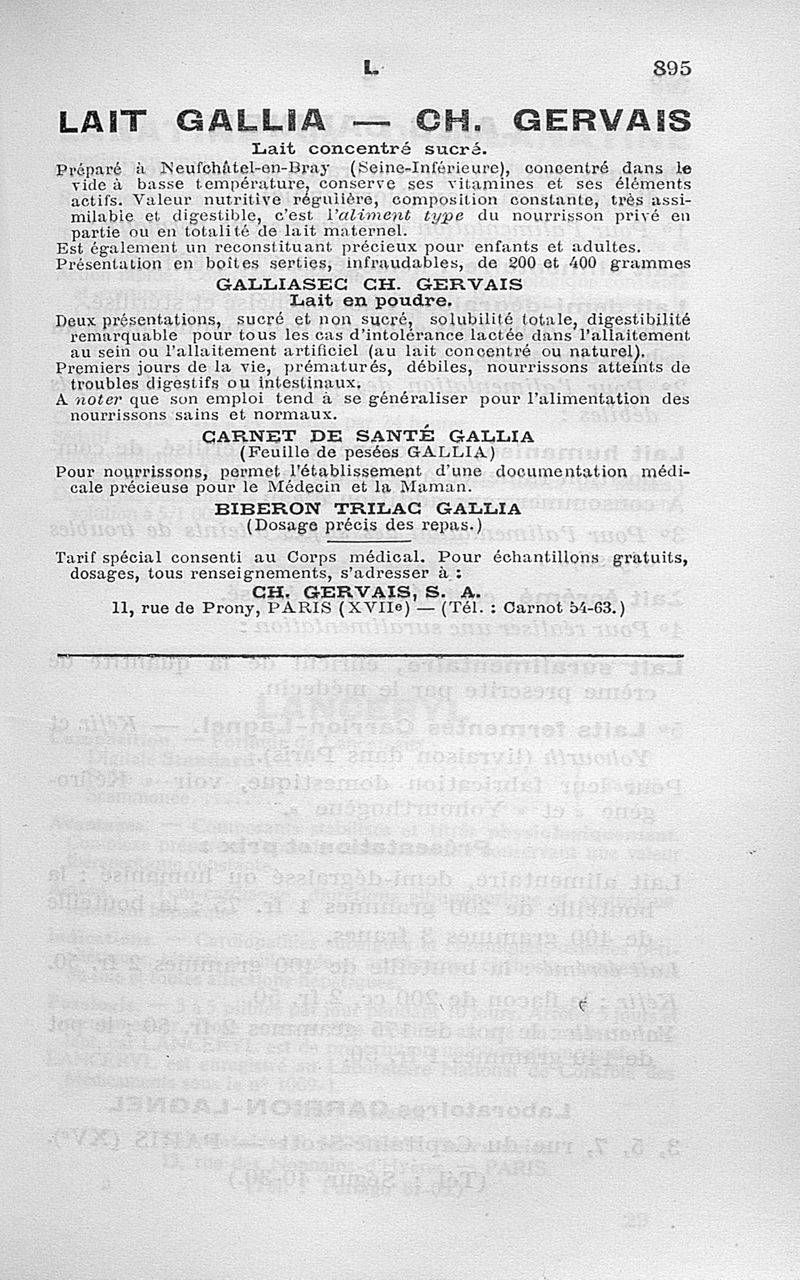 L.
895
LAIT GALLIA — CH. GERVAIS
Lait concentré sucré.
Préparé à Neufchâtel-en-Bray (Seine-Inférieure), concentré dans le
vide à basse température, conserve ses vitamines et ses éléments
actifs. Valeur nutritive régulière, composition constante, très assi-
milable et digestible, c'est l'aliment type du nourrisson privé en
partie ou en totalité de lait maternel.
Est également un reconstituant précieux pour enfants et adultes.
Présentation en boîtes serties, infraudables, de 200 et 400 grammes
GALLIASEC CH. GERVAIS
Lait en poudre.
Deux présentations, sucré et non sucré, solubilité totale, digestibilité
remarquable pour tous les cas d'intolérance lactée dans l'allaitement
au sein ou l'allaitement artificiel (au lait concentré ou naturel).
Premiers jours de la vie, prématurés, débiles, nourrissons atteints de
troubles digestifs ou intestinaux.
A noter que son emploi tend à se généraliser pour l'alimentation des
nourrissons sains et normaux.
CARNET DE SANTÉ GALLIA
(Feuille de pesées GALLIA)
Pour nourrissons, permet l'établissement d'une documentation médi-
cale précieuse pour le Médecin et la Maman.
BIBERON TRILAC GALLIA
(Dosage précis des repas.)
Tarif spécial consenti au Corps médical. Pour échantillons gratuits,
dosages, tous renseignements, s'adresser à :
CH. GERVAIS, S. A.
11, rue de Prony, PARIS (XVIIe) — (Tél. : Carnot 54-63.)